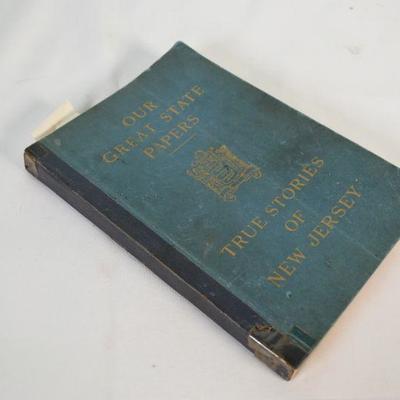 OUR
GREAT STATE
PAPERS
TRUE STORIES
OF
NEW JERSEY